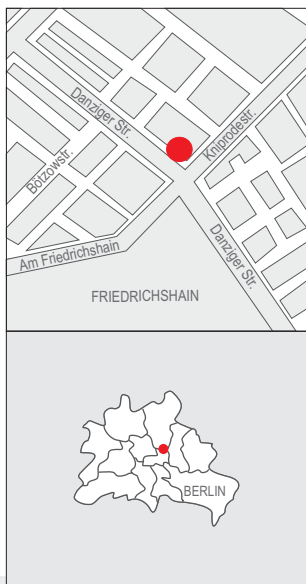 Danziger Str.
Kniprodestr.
Bötzowstr.
Am Friedrichshain
Danziger Str.
FRIEDRICHSHAIN
BERLIN